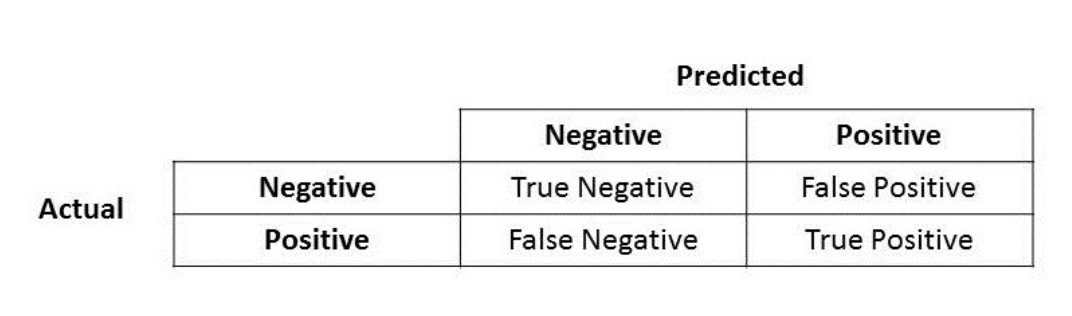 Predicted
Negative Positive
Actual
Negative True Negative False Positive
Positive False Negative True Positive